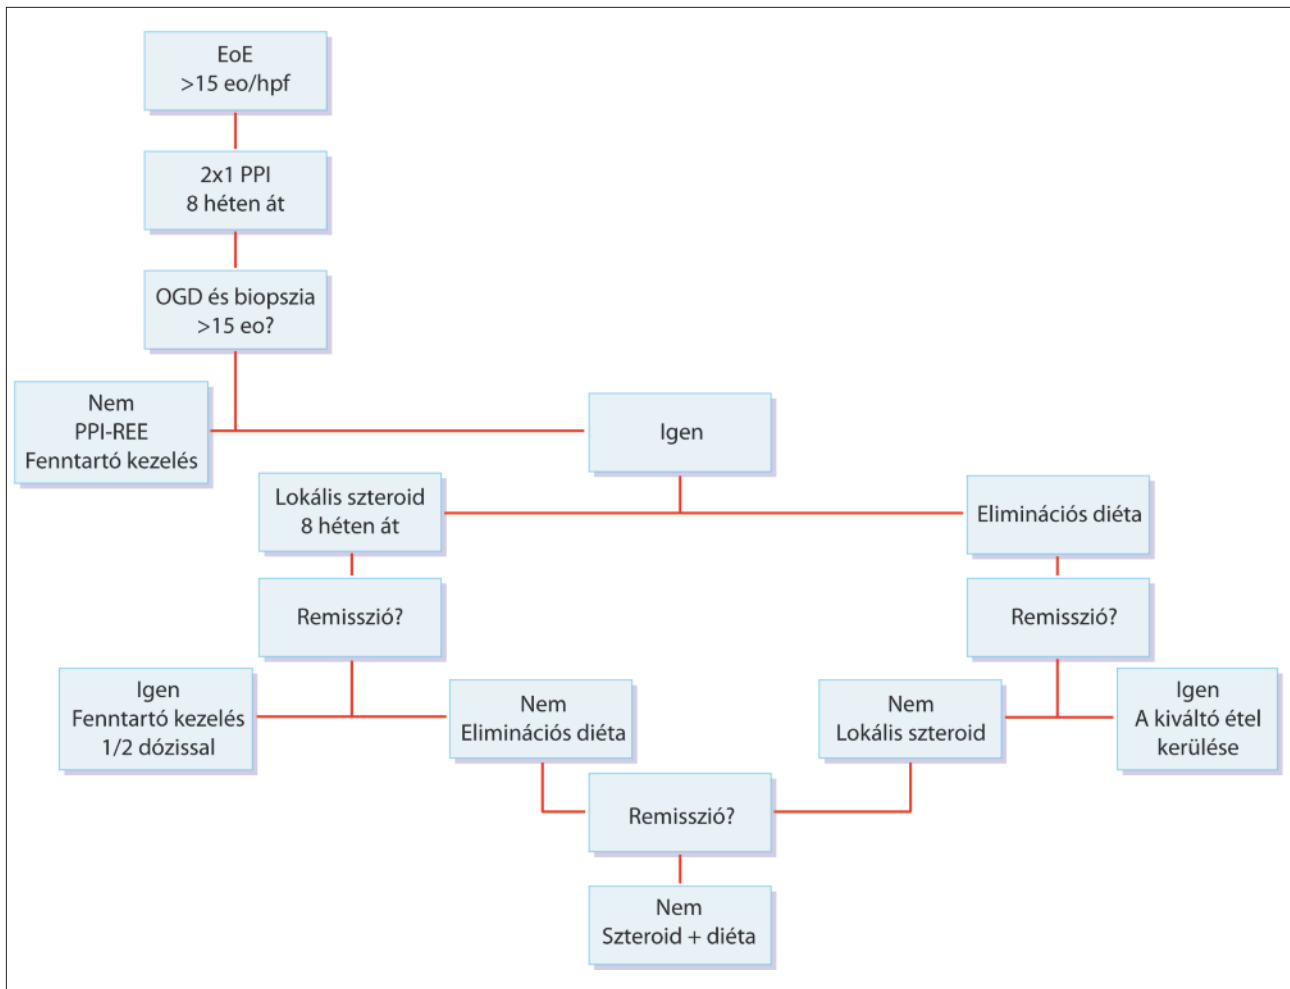 EoE
>15 eo/hpf
2x1 PPI
8 héten át
OGD és biopszia
>15 eo?
Nem
PPI-REE
Fenntartó kezelés
Igen
Lokális szteroid
8 héten át
Eliminációs diéta
Remisszió?
Remisszió?
Igen
Fenntartó kezelés
1/2 dózissal
Nem
Eliminációs diéta
Nem
Lokális szteroid
Igen
A kiváltó étel
kerülése
Remisszió?
Nem
Szteroid + diéta